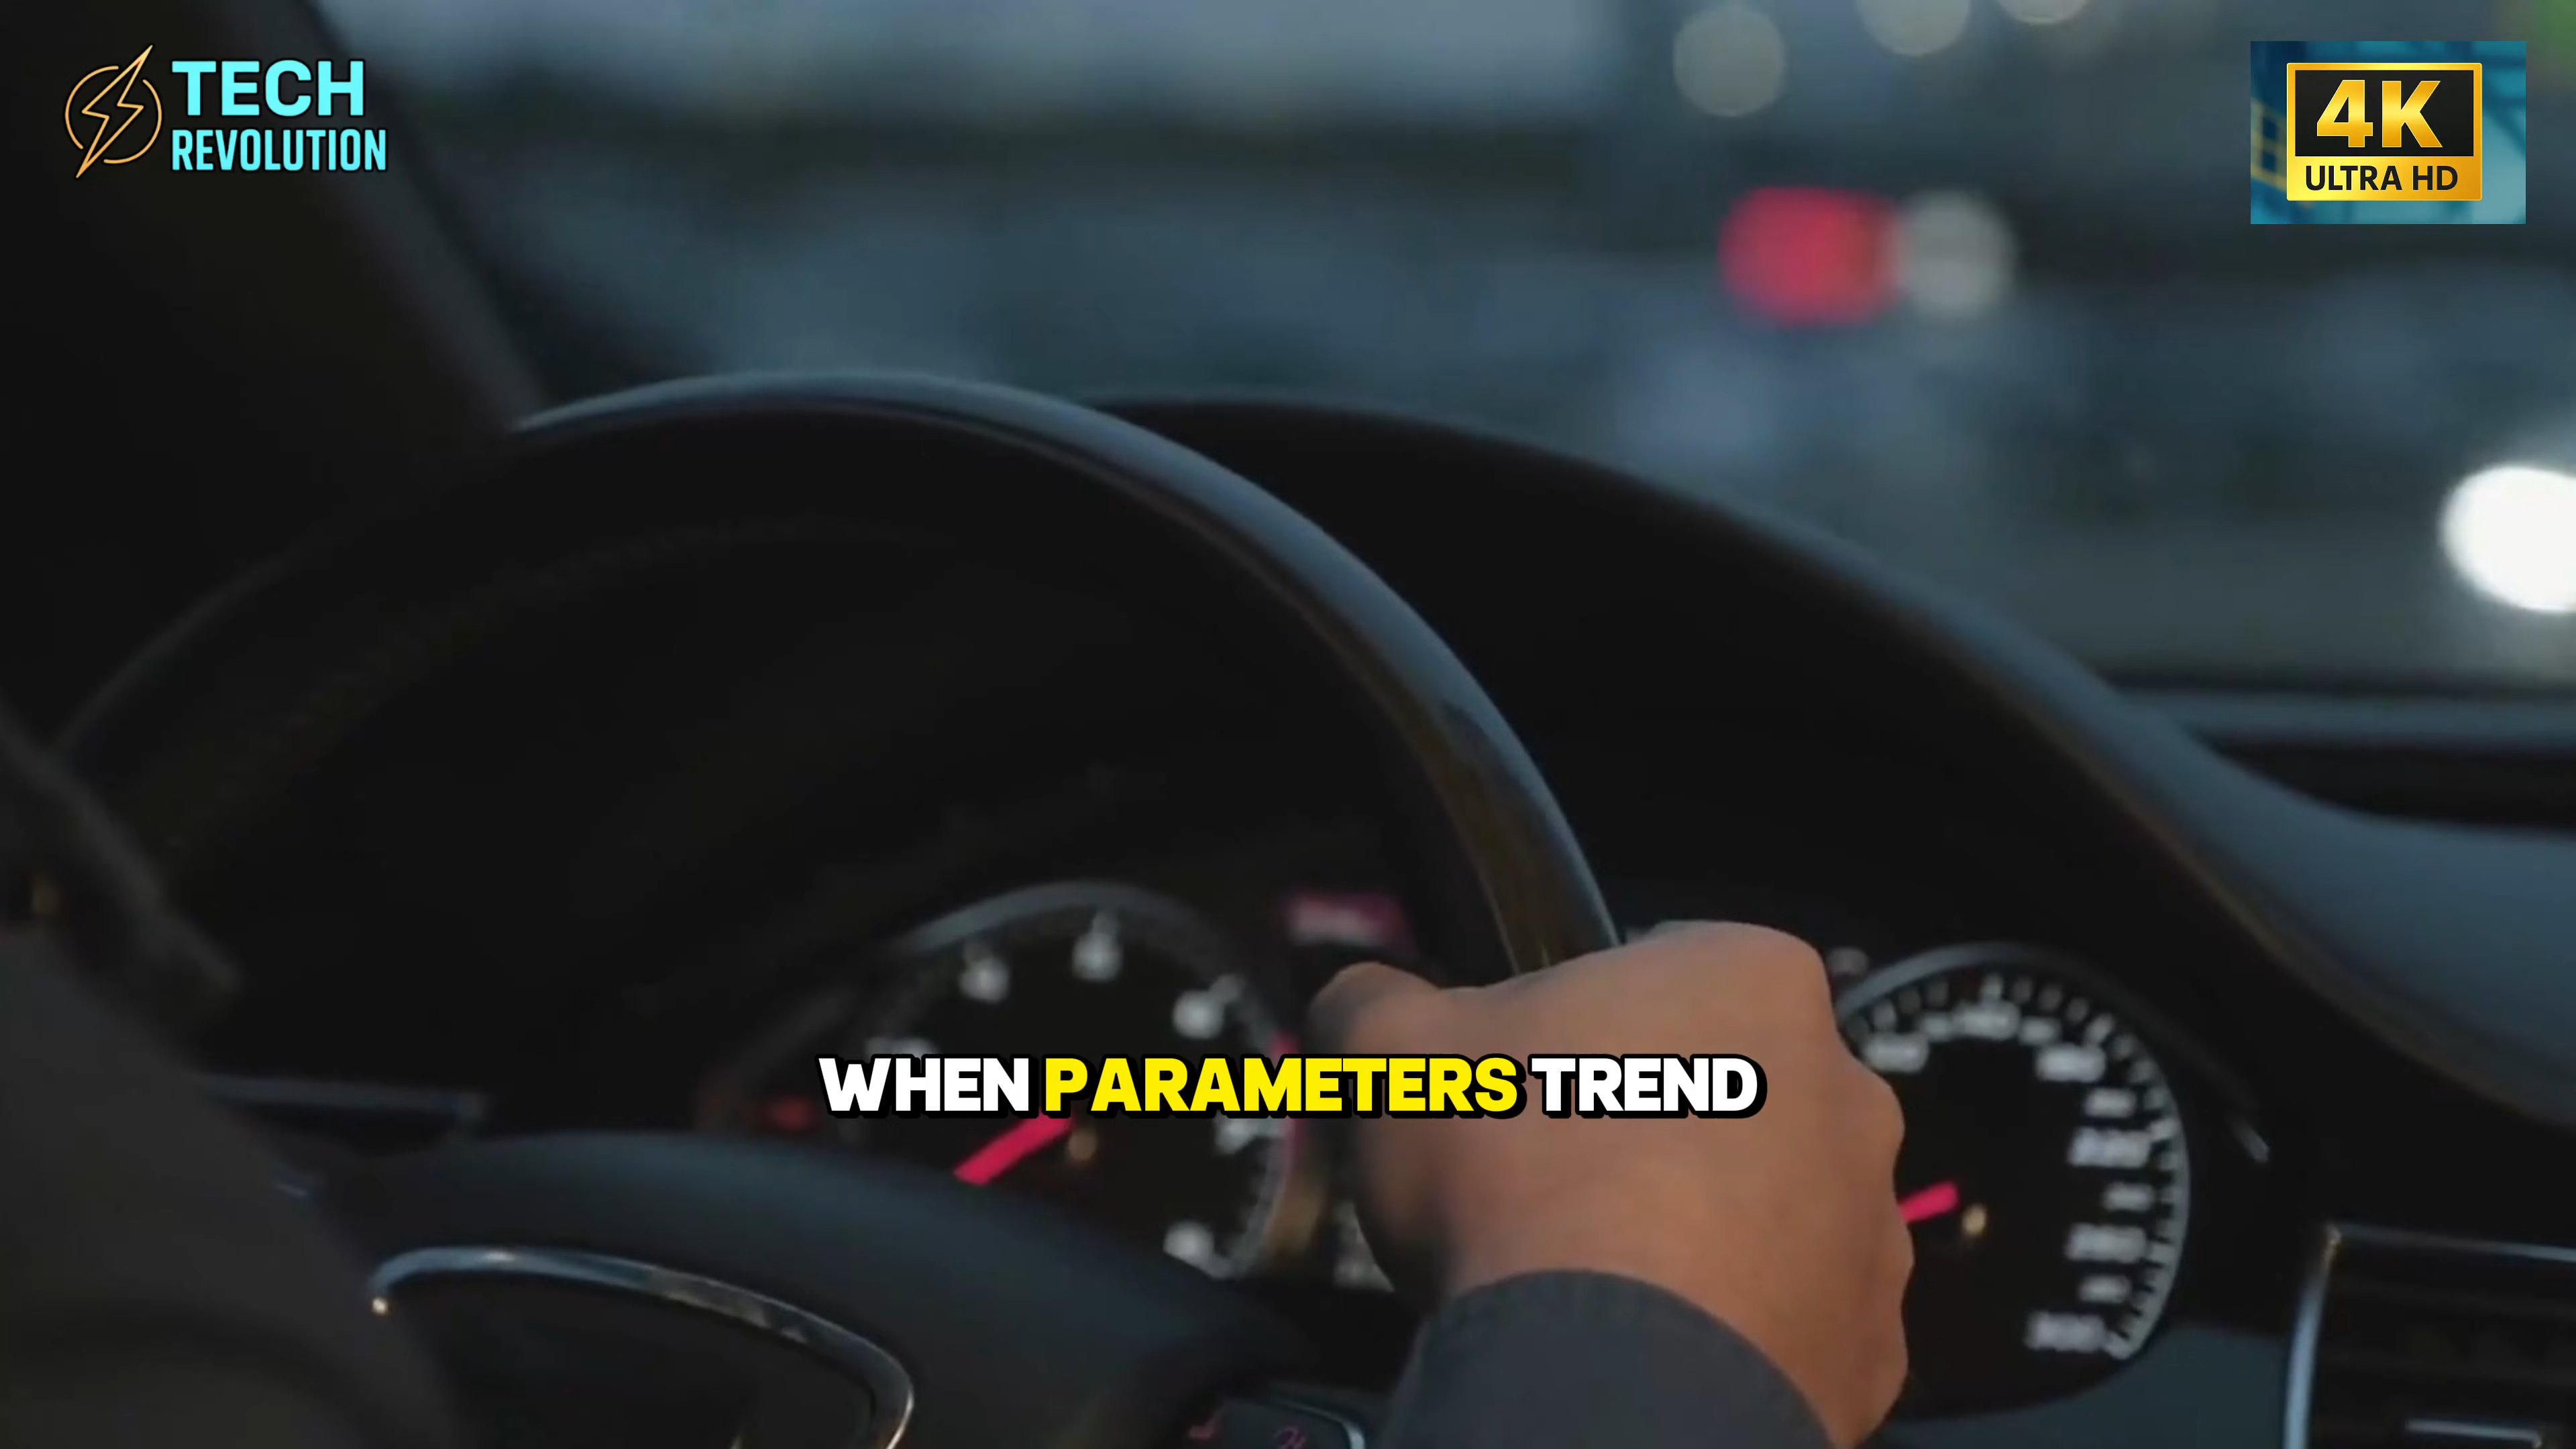 TECH
REVOLUTION
4K
ULTRA HD
WHEN PARAMETERS TREND